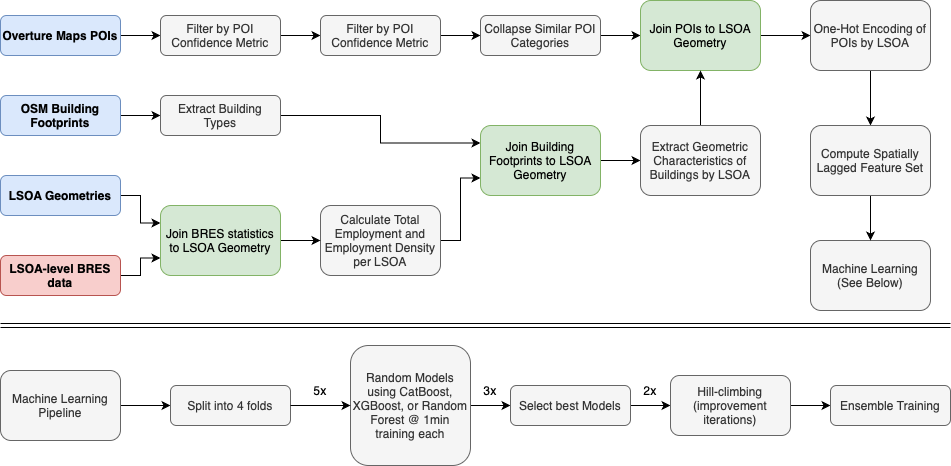 Overture Maps POIs
Filter by POI
Confidence Metric
Filter by POI
Confidence Metric
Collapse Similar POI
Categories
Join POIs to LSOA
Geometry
One-Hot Encoding of
POIs by LSOA
OSM Building
Footprints
Extract Building
Types
Join Building
Footprints to LSOA
Geometry
Extract Geometric
Characteristics of
Buildings by LSOA
Compute Spatially
Lagged Feature Set
LSOA Geometries
Join BRES statistics
to LSOA Geometry
Calculate Total
Employment and
Employment Density
per LSOA
LSOA-level BRES
data
Machine Learning
(See Below)
Machine Learning
Pipeline
Split into 4 folds
5x
Random Models
using CatBoost,
XGBoost, or Random
Forest @ 1min
training each
3x
Select best Models
2x
Hill-climbing
(improvement
iterations)
Ensemble Training